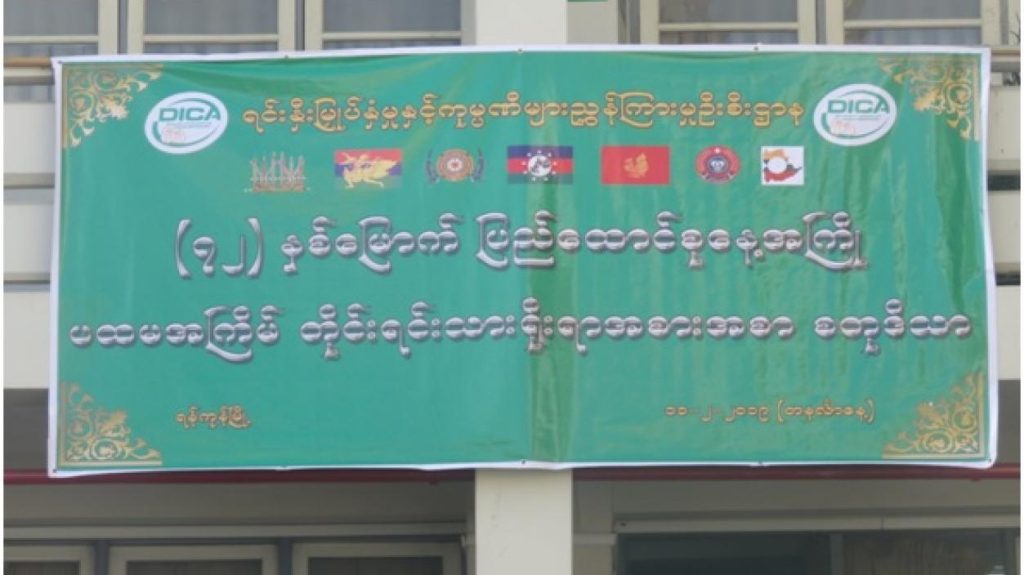 DICA
ရင်းနှီးမြှုပ်နှံမှုနှင့်ကုမ္ပဏီများညွှန်ကြားမှုဦးစီးဌာန
DICA
(၇၂) နှစ်မြောက် ပြည်ထောင်စုနေ့အကြို
ပထမအကြိမ် တိုင်းရင်းသားရိုးရာအစားအစာ စတုဒိသာ
ရန်ကုန်မြို့
၁၁-၂-၂၀၁၉ (တနင်္လာနေ့)